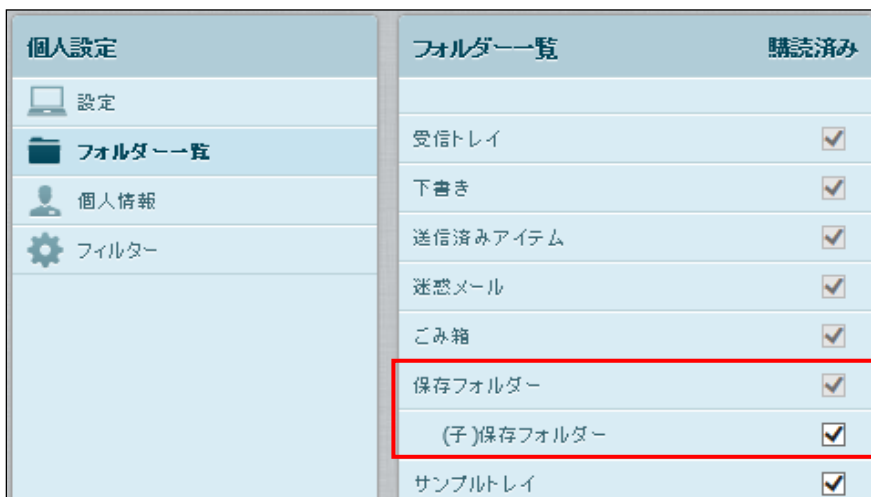 個人設定
設定
フォルダー一覧
個人情報
フィルター
フォルダー一覧 購読済み
受信トレイ
下書き
送信済みアイテム
迷惑メール
ごみ箱
保存フォルダー
(子)保存フォルダー
サンプルトレイ